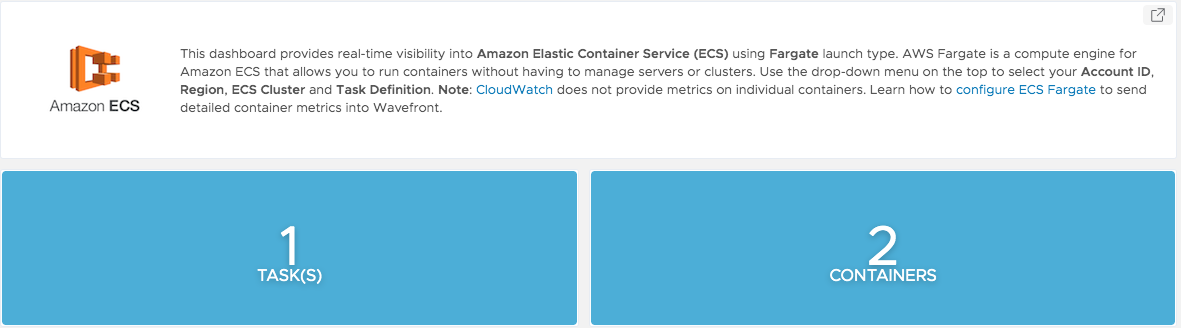 This dashboard provides real-time visibility into Amazon Elastic Container Service (ECS) using Fargate launch type. AWS Fargate is a compute engine for
Amazon ECS that allows you to run containers without having to manage servers or clusters. Use the drop-down menu on the top to select your Account ID,
Region, ECS Cluster and Task Definition. Note: CloudWatch does not provide metrics on individual containers. Learn how to configure ECS Fargate to send
detailed container metrics into Wavefront.
Amazon ECS
1
TASK(S)
2
CONTAINERS